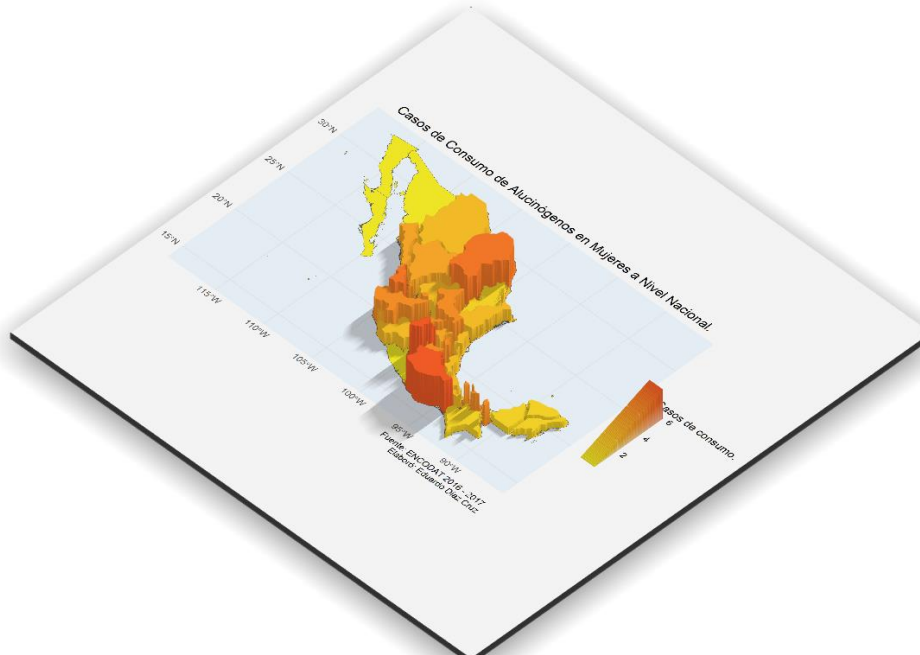 Casos de Consumo de Alucinógenos en Mujeres a Nivel Nacional.
30°N
25°N
20°N
15°N
115°W
110°W
105°W
100°W
95°W
90°W
Casos de consumo.
6
4
2
Fuente: ENCODAT 2016 - 2017
Elaboró: Eduardo Díaz Cruz